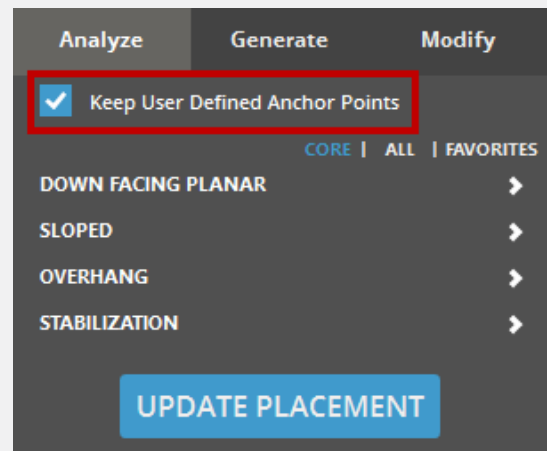 Analyze Generate Modify
Keep User Defined Anchor Points
CORE | ALL | FAVORITES
DOWN FACING PLANAR
SLOPED
OVERHANG
STABILIZATION
UPDATE PLACEMENT